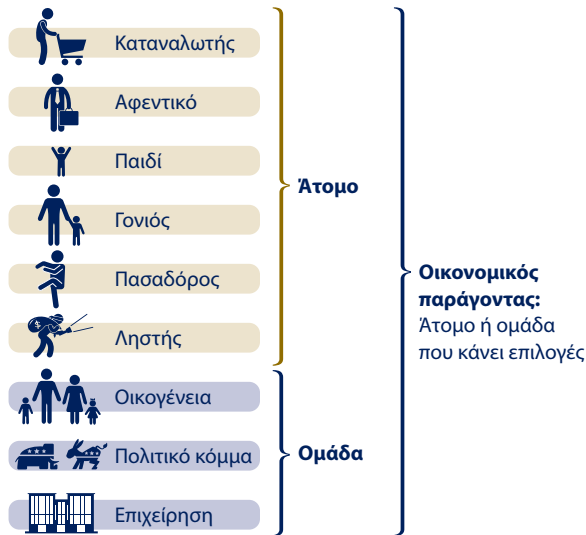 Καταναλωτής
Αφεντικό
Παιδί
Γονιός
Πασαδόρος
Ληστής
Άτομο
Οικογένεια
Πολιτικό κόμμα
Επιχείρηση
Ομάδα
Οικονομικός
παράγοντας:
Άτομο ή ομάδα
που κάνει επιλογές